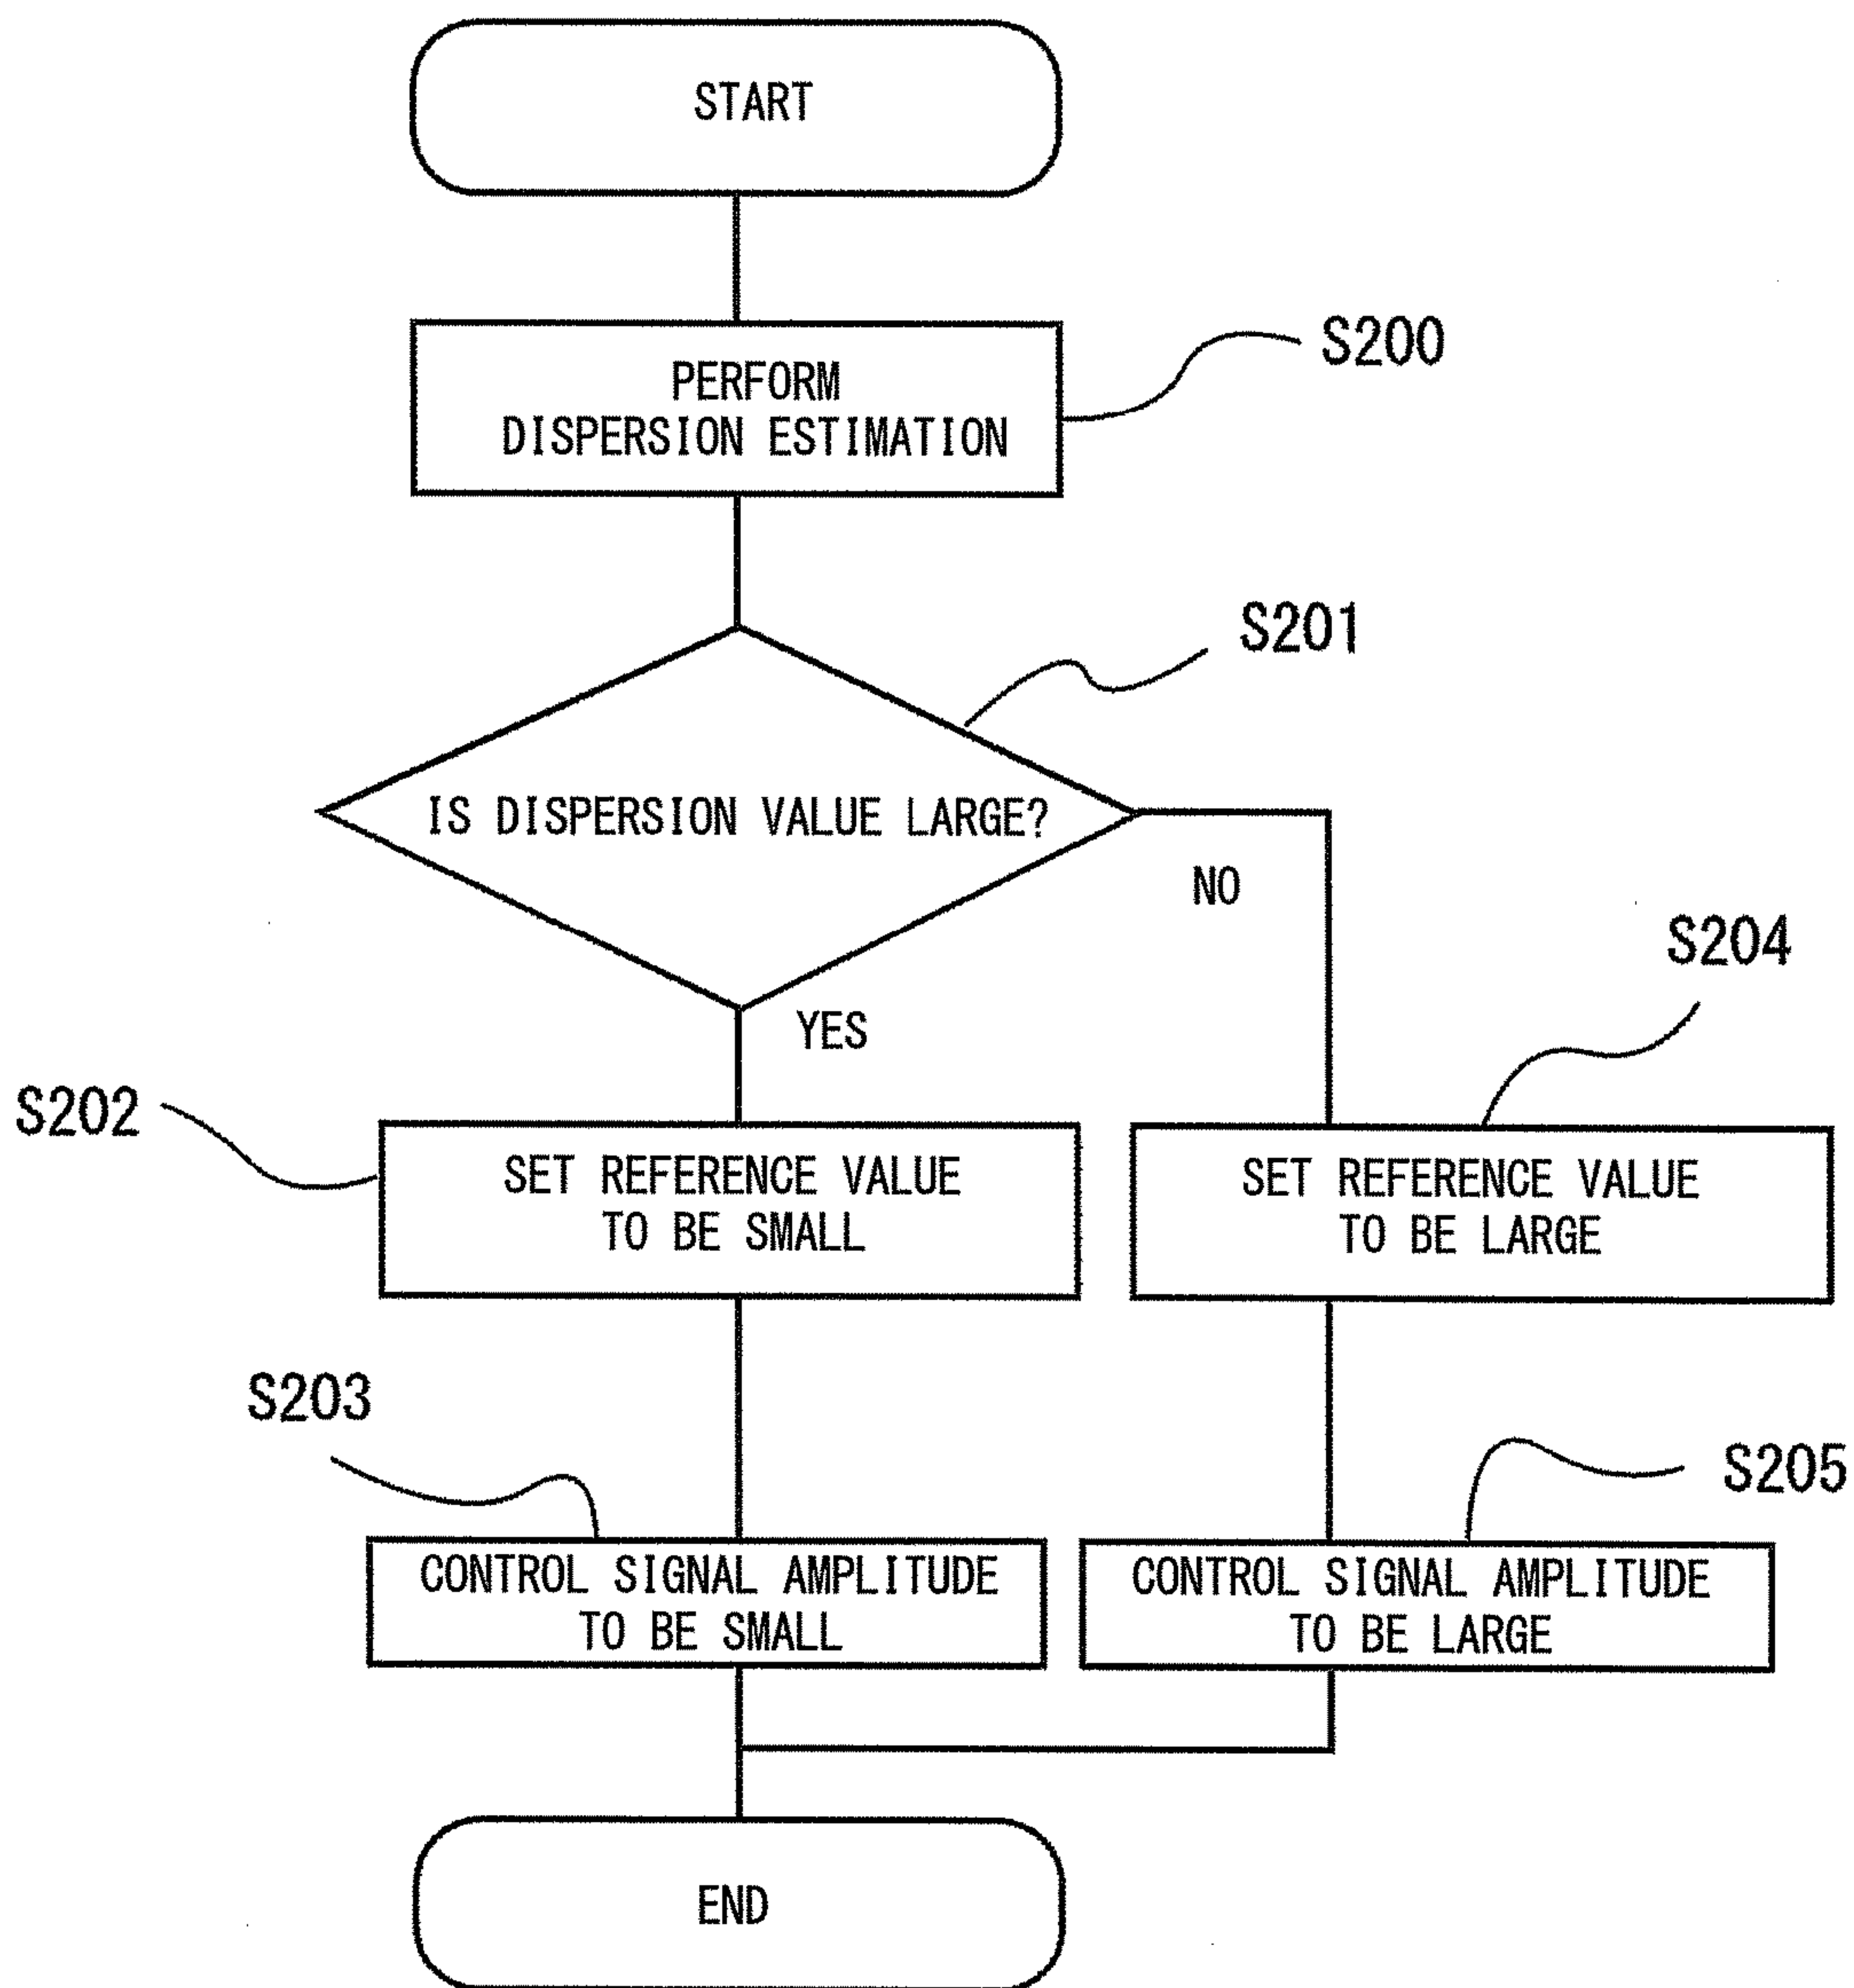 START
S200
PERFORM
DISPERSION ESTIMATION
S201
IS DISPERSION VALUE LARGE?
NO
YES
S204
S202
SET REFERENCE VALUE
TO BE SMALL
SET REFERENCE VALUE
TO BE LARGE
S203
S205
CONTROL SIGNAL AMPLITUDE
TO BE SMALL
CONTROL SIGNAL AMPLITUDE
TO BE LARGE
END